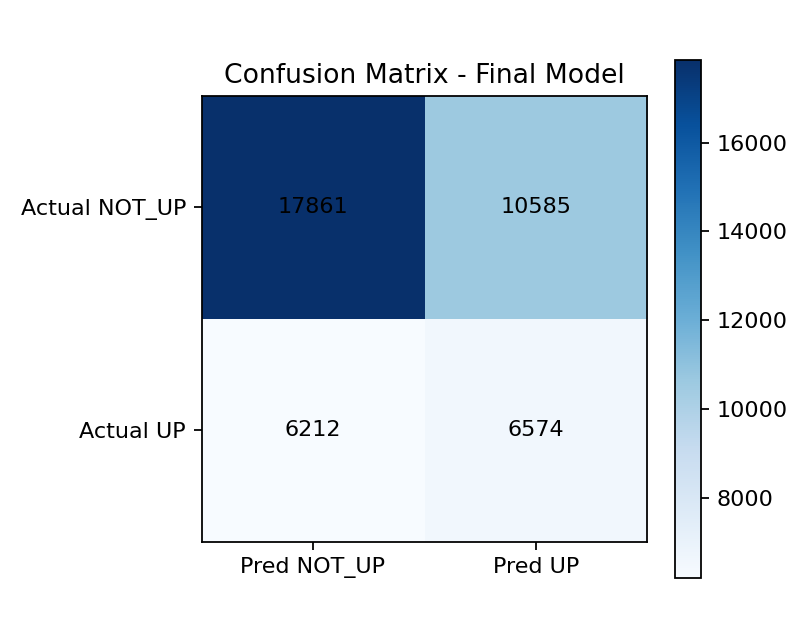 Confusion Matrix - Final Model
Actual NOT_UP
17861
10585
Actual UP
6212
6574
Pred NOT_UP
Pred UP
16000
14000
12000
10000
8000